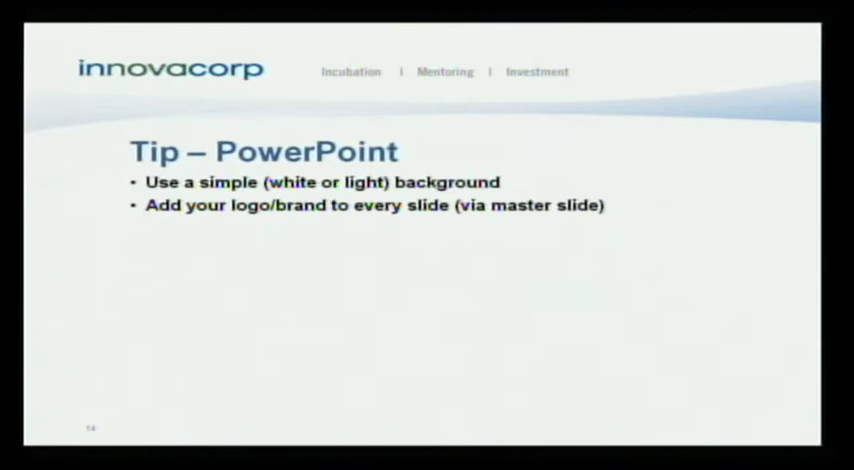 innovacorp
Incubation | Mentoring | Investment
Tip – PowerPoint
• Use a simple (white or light) background
• Add your logo/brand to every slide (via master slide)
14